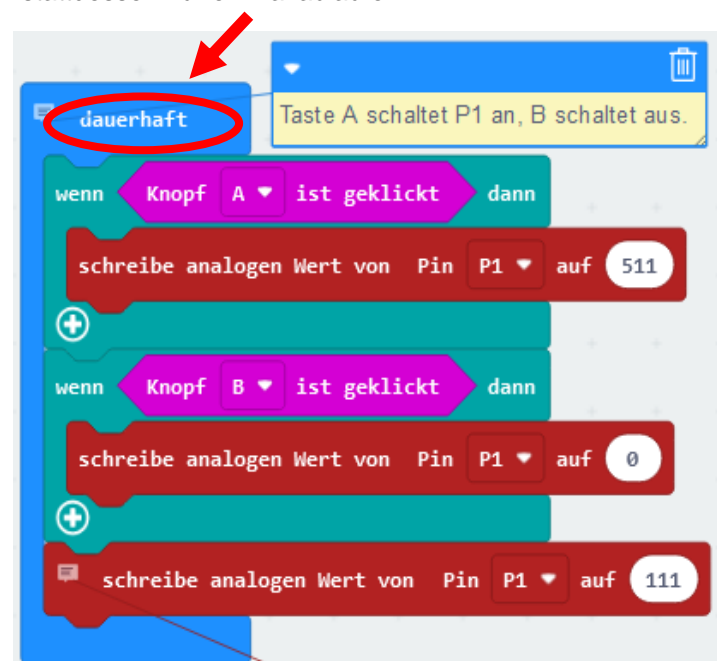 dauerhaft
Taste A schaltet P1 an, B schaltet aus.
wenn Knopf A ist geklickt dann
schreibe analogen Wert von Pin P1 auf 511
wenn Knopf B ist geklickt dann
schreibe analogen Wert von Pin P1 auf 0
schreibe analogen Wert von Pin P1 auf 111